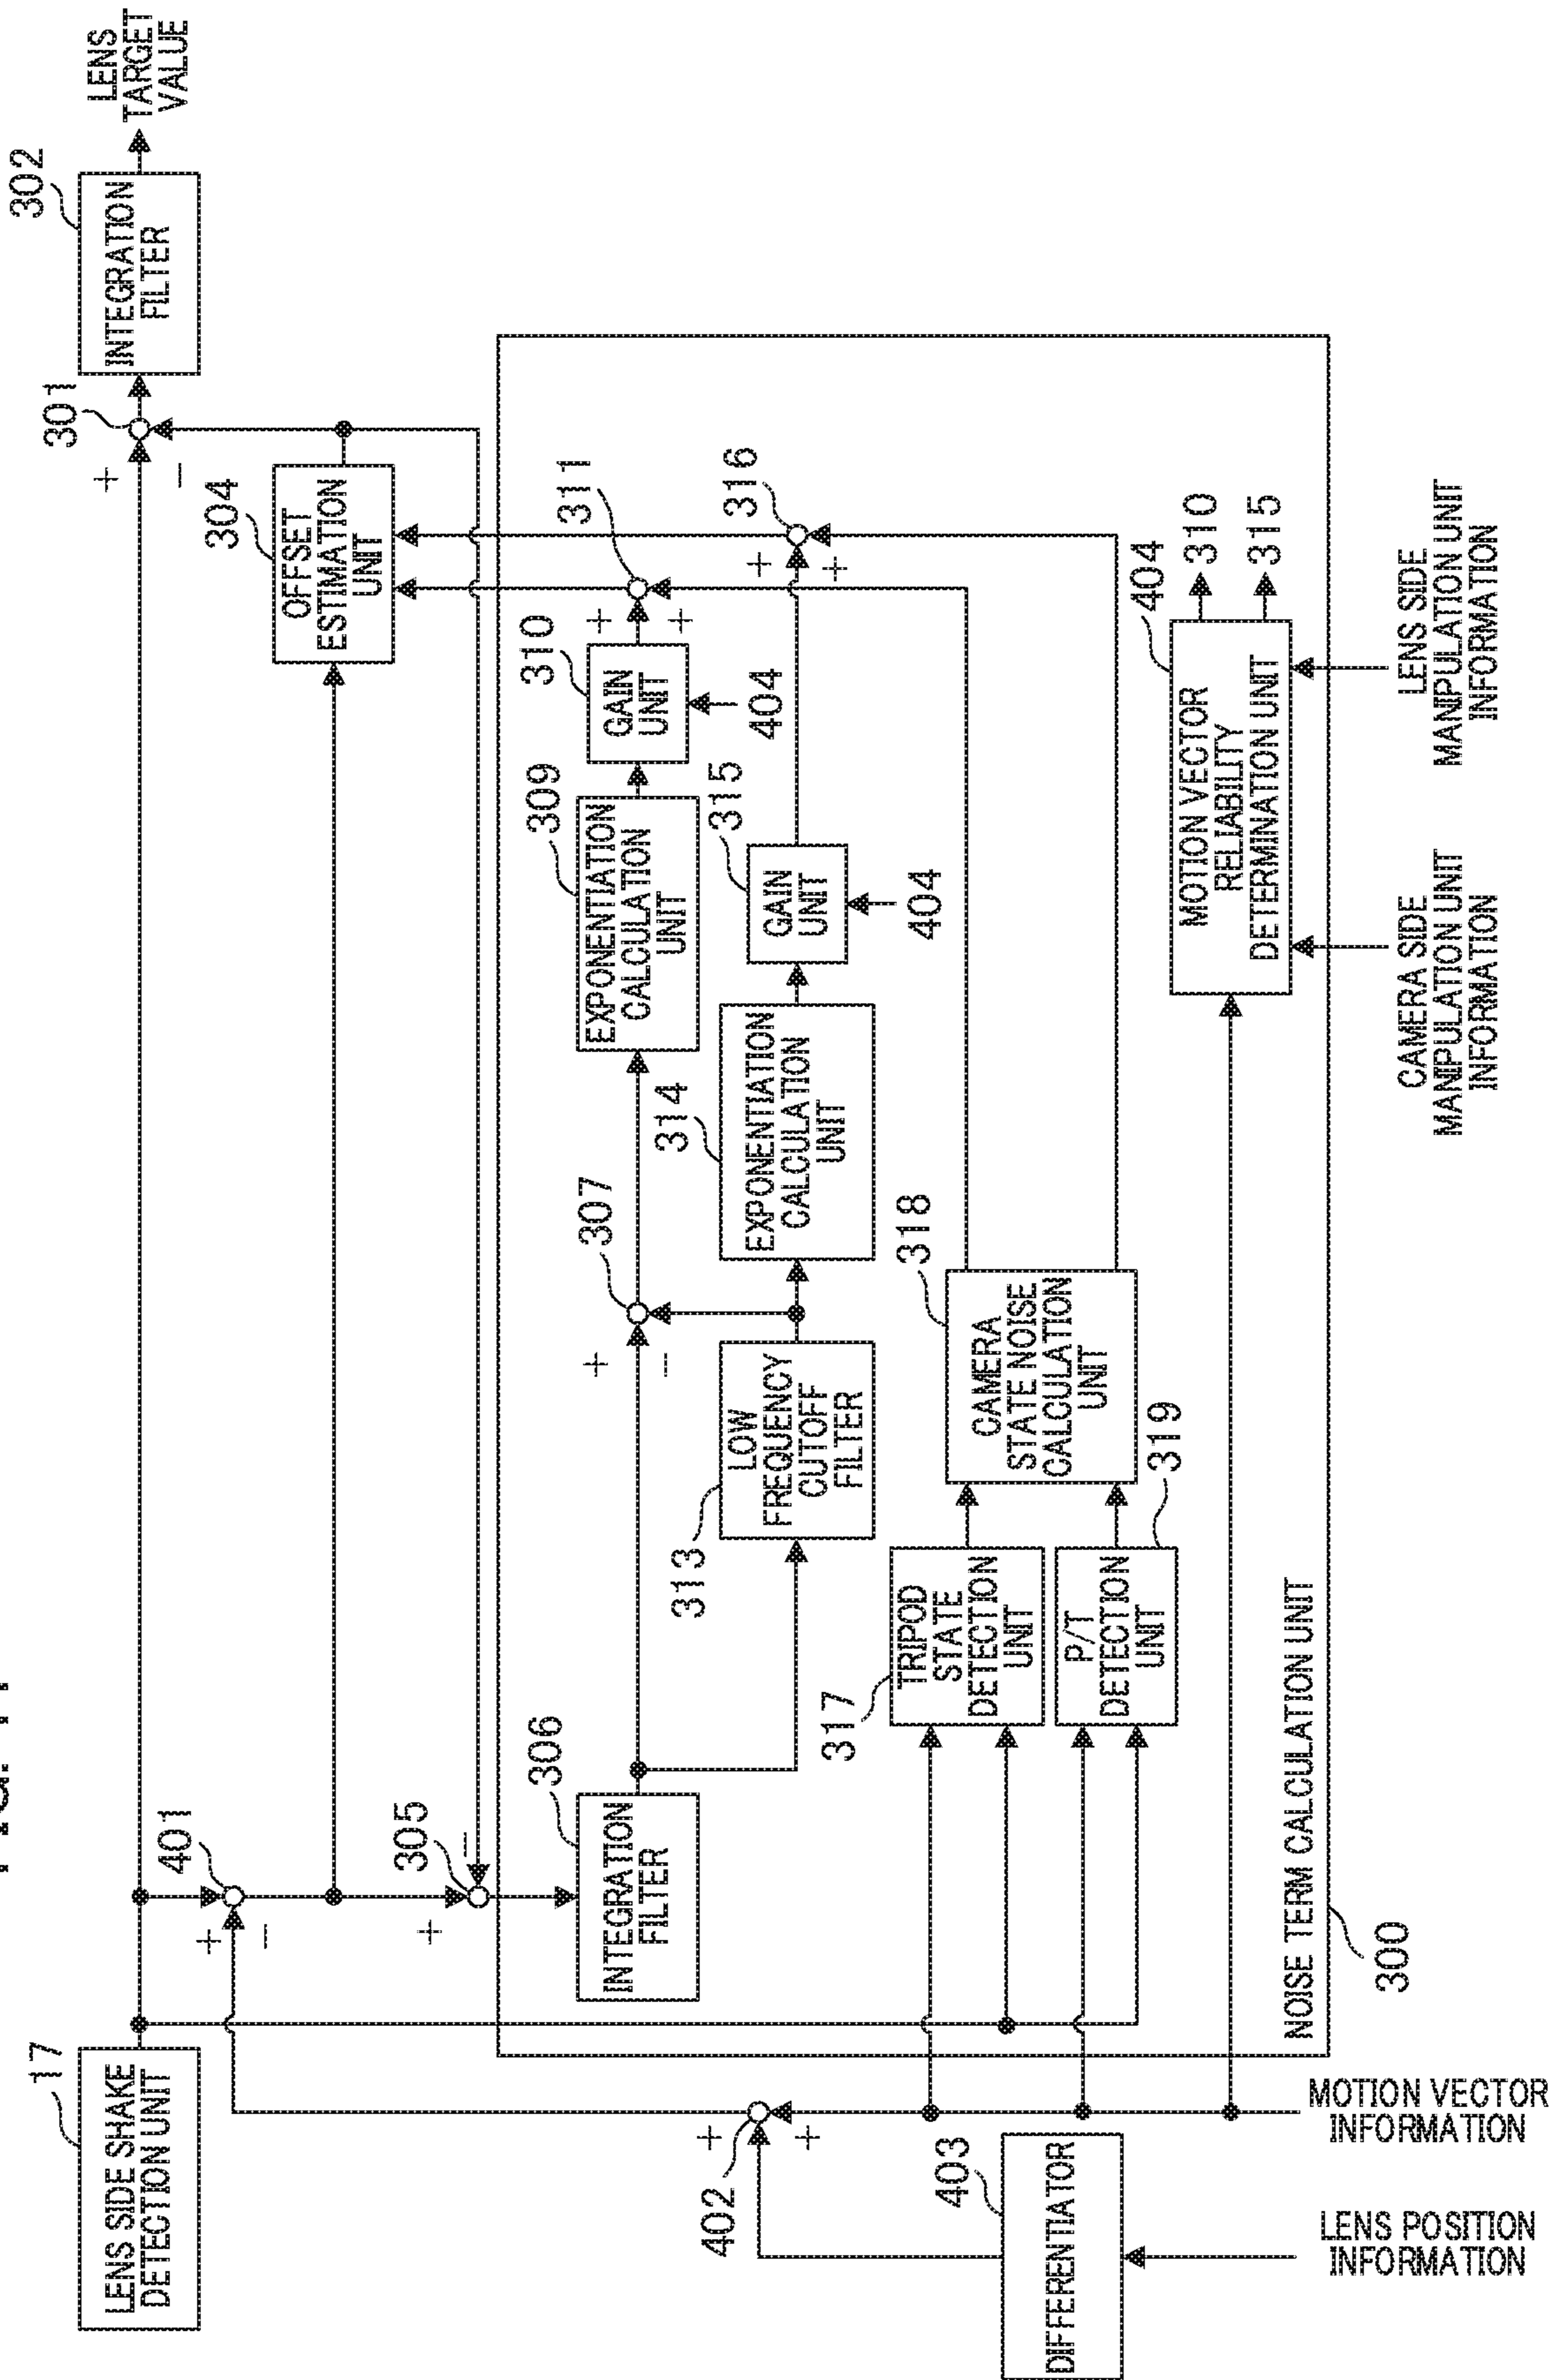 FIG. 11
17
LENS SIDE SHAKE
DETECTION UNIT
401
+
−
305
+
−
301
+
−
302
INTEGRATION
FILTER
LENS
TARGET
VALUE
304
OFFSET
ESTIMATION
UNIT
306
INTEGRATION
FILTER
307
+
−
309
EXPONENTIATION
CALCULATION
UNIT
310
GAIN
UNIT
404
311
+
+
313
LOW
FREQUENCY
CUTOFF
FILTER
314
EXPONENTIATION
CALCULATION
UNIT
315
GAIN
UNIT
404
316
+
+
317
TRIPOD
STATE
DETECTION
UNIT
318
CAMERA
STATE NOISE
CALCULATION
UNIT
P/T
DETECTION
UNIT
319
404
MOTION VECTOR
RELIABILITY
DETERMINATION UNIT
310
315
402
+
+
403
DIFFERENTIATOR
NOISE TERM CALCULATION UNIT
300
LENS POSITION
INFORMATION
MOTION VECTOR
INFORMATION
CAMERA SIDE
MANIPULATION UNIT
INFORMATION
LENS SIDE
MANIPULATION UNIT
INFORMATION